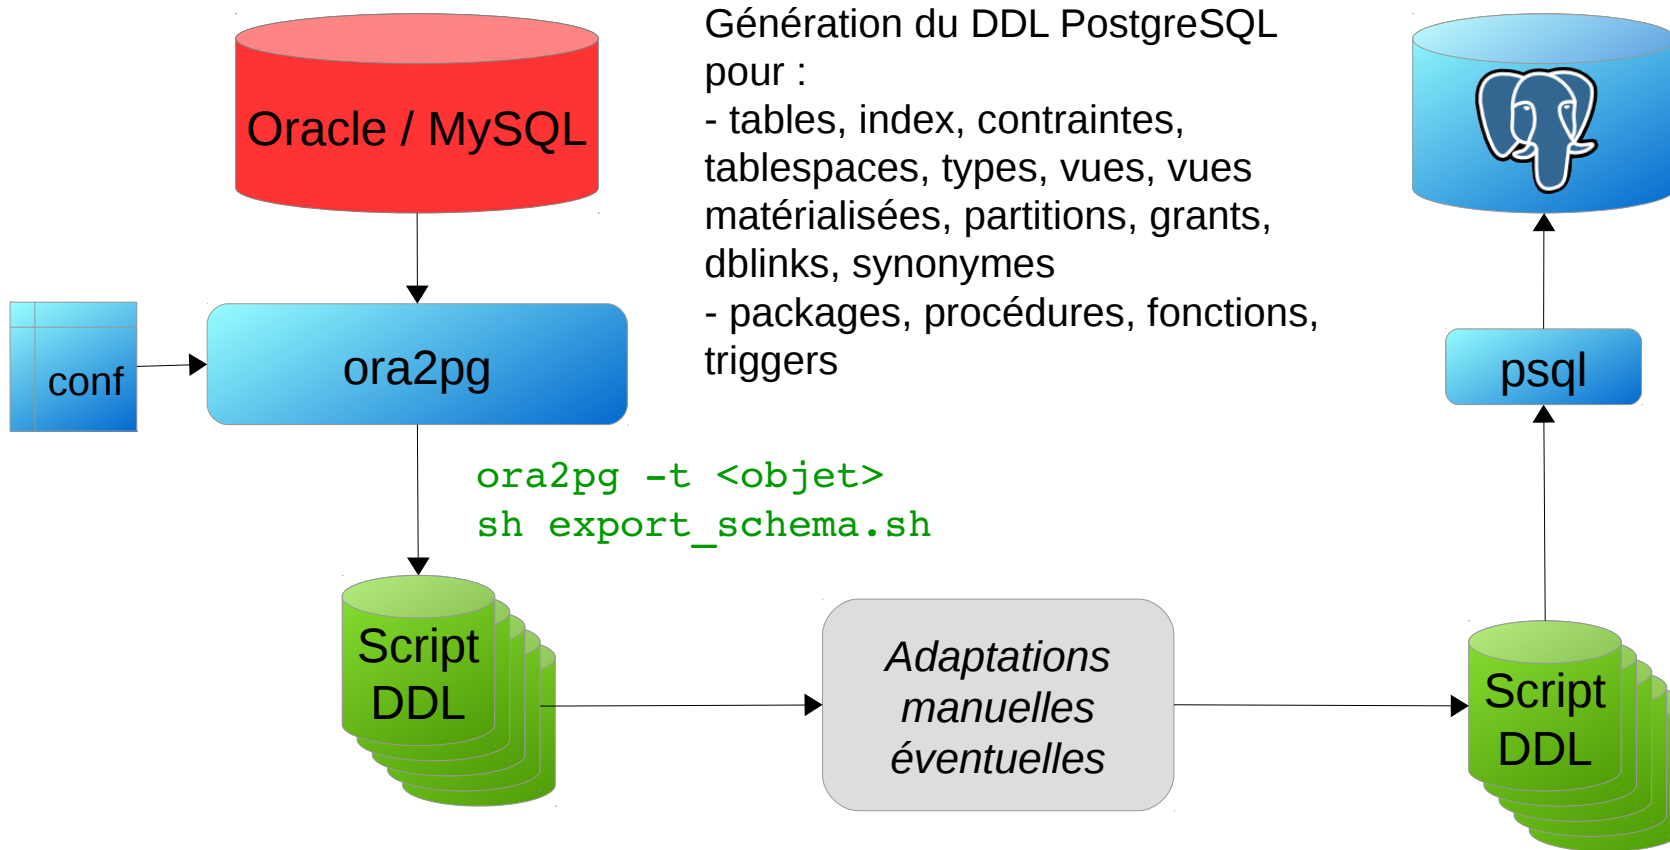 Oracle / MySQL
Génération du DDL PostgreSQL
pour :
- tables, index, contraintes,
tablespaces, types, vues, vues
matérialisées, partitions, grants,
dblinks, synonymes
- packages, procédures, fonctions,
triggers
conf
ora2pg
psql
ora2pg -t <objet>
sh export_schema.sh
Script
DDL
Adaptations
manuelles
éventuelles
Script
DDL